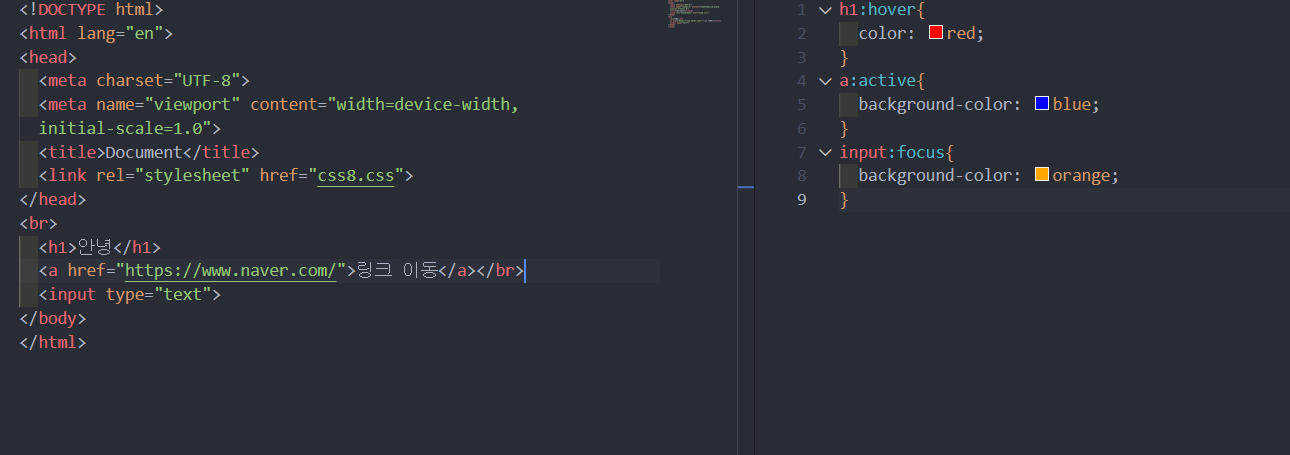 <!DOCTYPE html>
<html lang="en">
<head>
<meta charset="UTF-8">
<meta name="viewport" content="width=device-width,
initial-scale=1.0">
<title>Document</title>
<link rel="stylesheet" href="css8.css">
</head>
<br>
<h1>안녕</h1>
<a href="https://www.naver.com/">링크 이동</a></br>
<input type="text">
</body>
</html>
1 h1:hover{
2 color: red;
3 }
4 a:active{
5 background-color: blue;
6 }
7 input:focus{
8 background-color: orange;
9 }